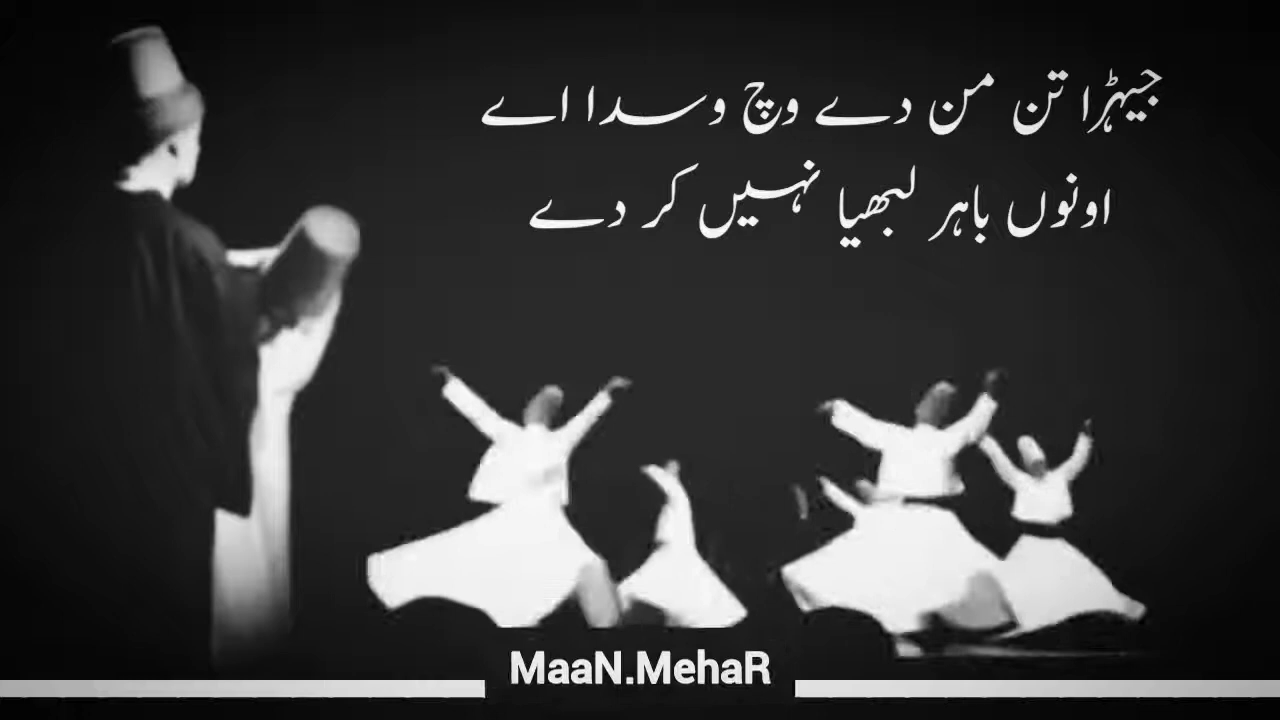 جیہڑا تن من دے وچ وسدا اے
اونوں باہر لبھیا نہیں کر دے
MaaN.MehaR